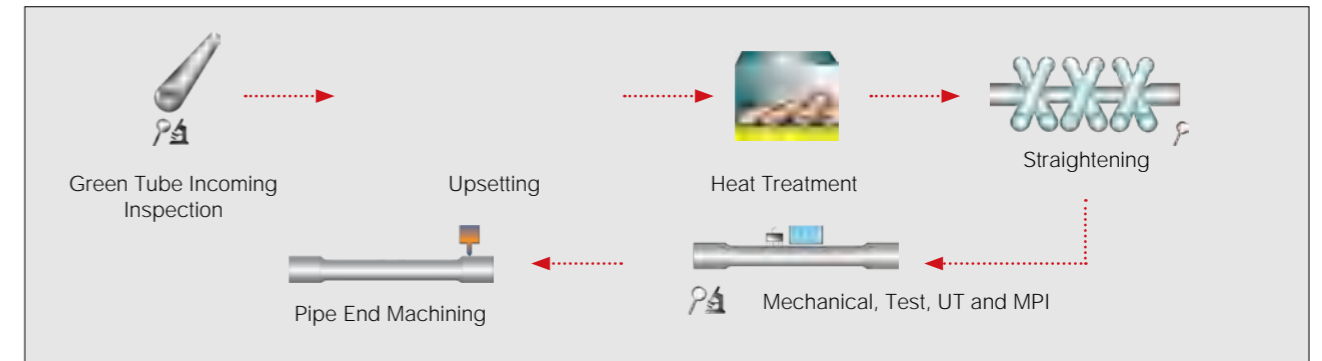 Green Tube Incoming
Inspection
Upsetting
Heat Treatment
Straightening
Mechanical, Test, UT and MPI
Pipe End Machining